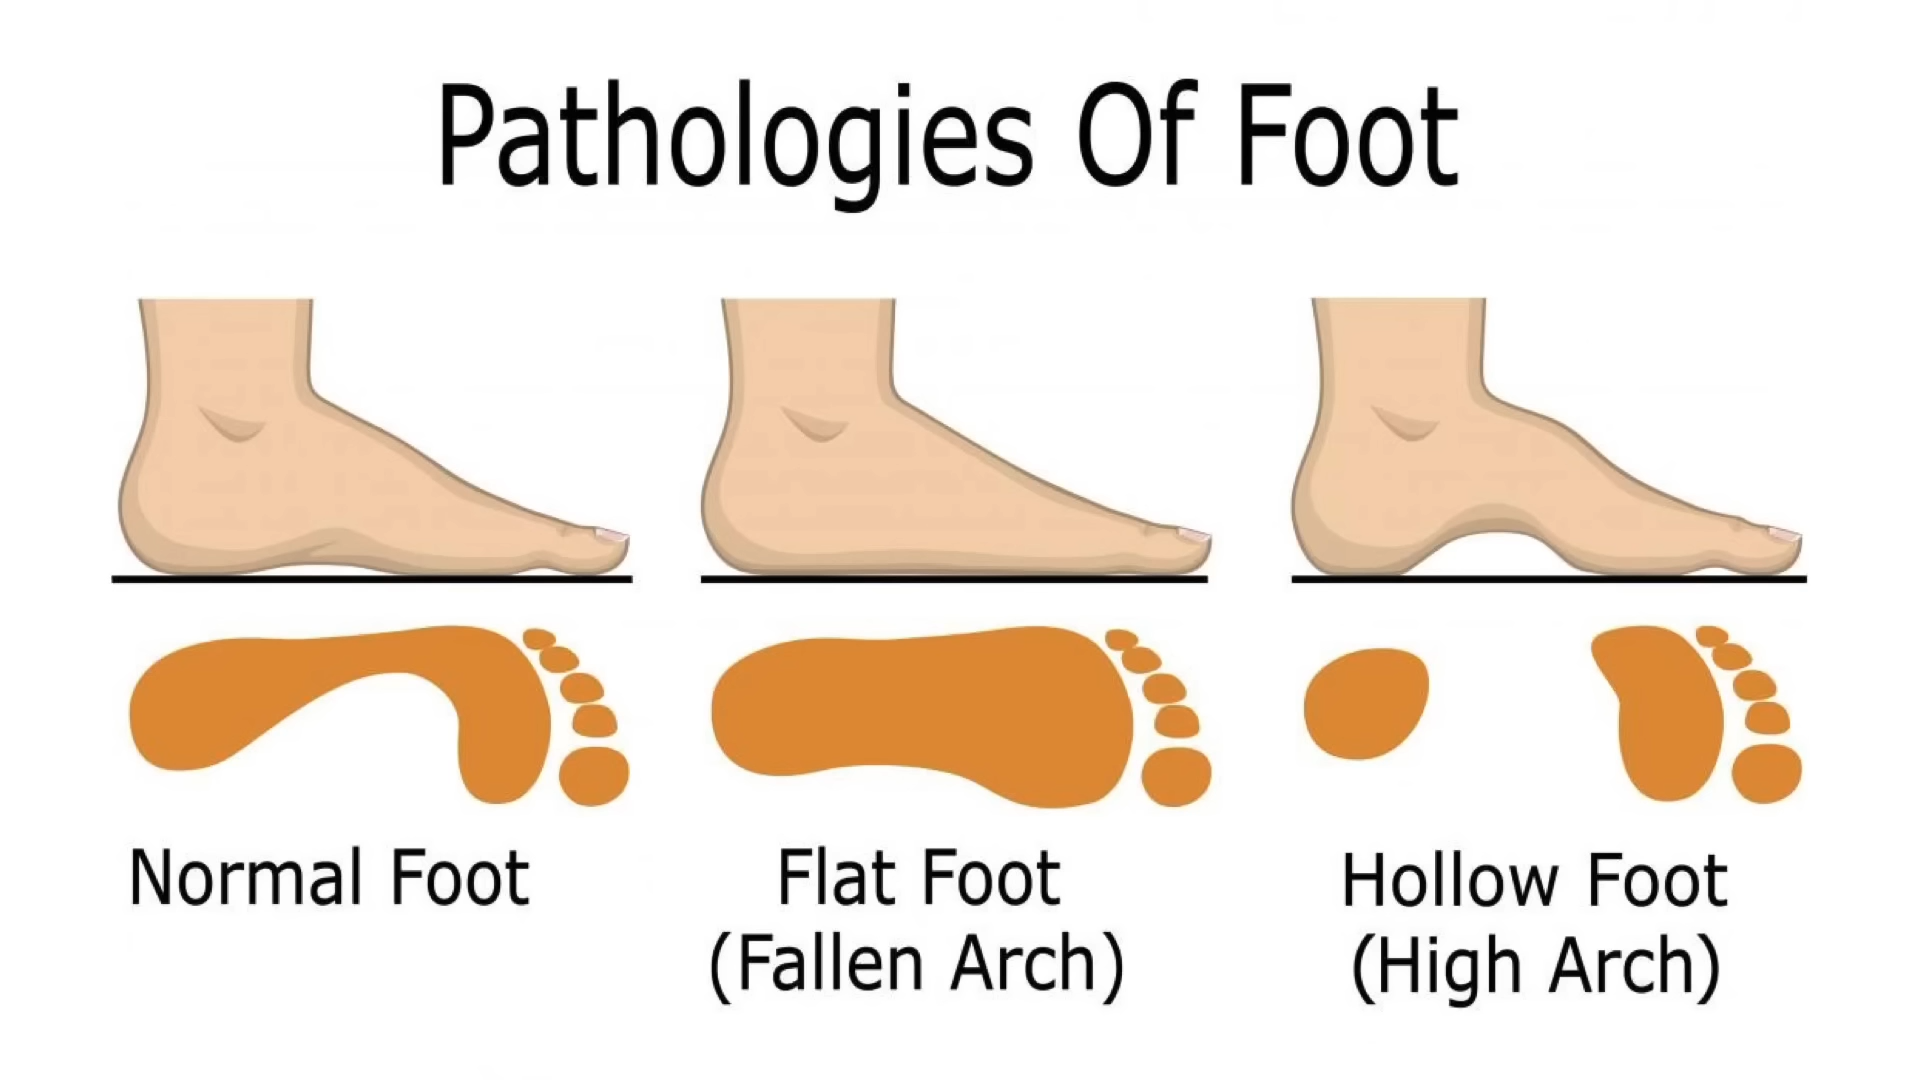 Pathologies Of Foot
Normal Foot
Flat Foot
(Fallen Arch)
Hollow Foot
(High Arch)